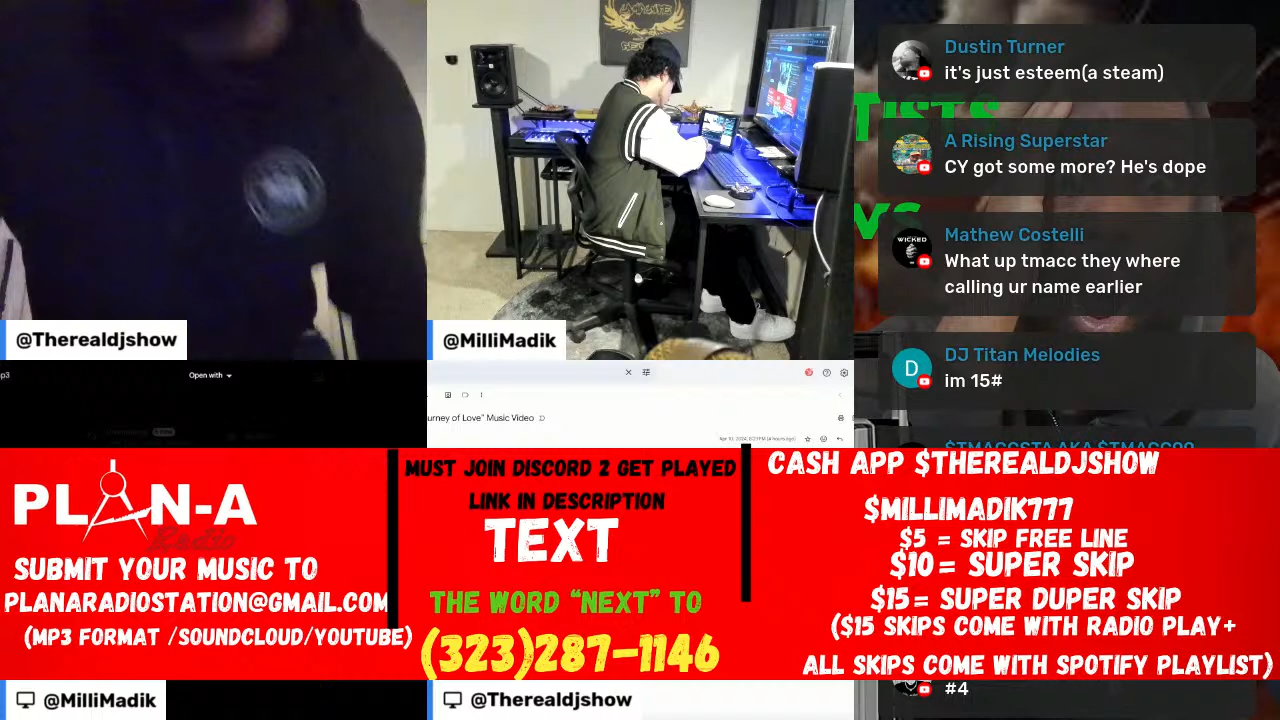 @Therealdjshow
p3
Open with
@MilliMadik
urney of Love" Music Video
Dustin Turner
it's just esteem(a steam)
A Rising Superstar
CY got some more? He's dope
WICKED
Mathew Costelli
What up tmacc they where
calling ur name earlier
D
DJ Titan Melodies
im 15#
PLAN-A
Radio
SUBMIT YOUR MUSIC TO
PLANARADIOSTATION@GMAIL.COM
(MP3 FORMAT /SOUNDCLOUD/YOUTUBE)
MUST JOIN DISCORD 2 GET PLAYED
LINK IN DESCRIPTION
TEXT
THE WORD “NEXT” TO
(323)287-1146
CASH APP $THEREALDJSHOW
$MILLIMADIK777
$5 = SKIP FREE LINE
$10 = SUPER SKIP
$15= SUPER DUPER SKIP
($15 SKIPS COME WITH RADIO PLAY+
ALL SKIPS COME WITH SPOTIFY PLAYLIST)
@MilliMadik
@Therealdjshow
#4